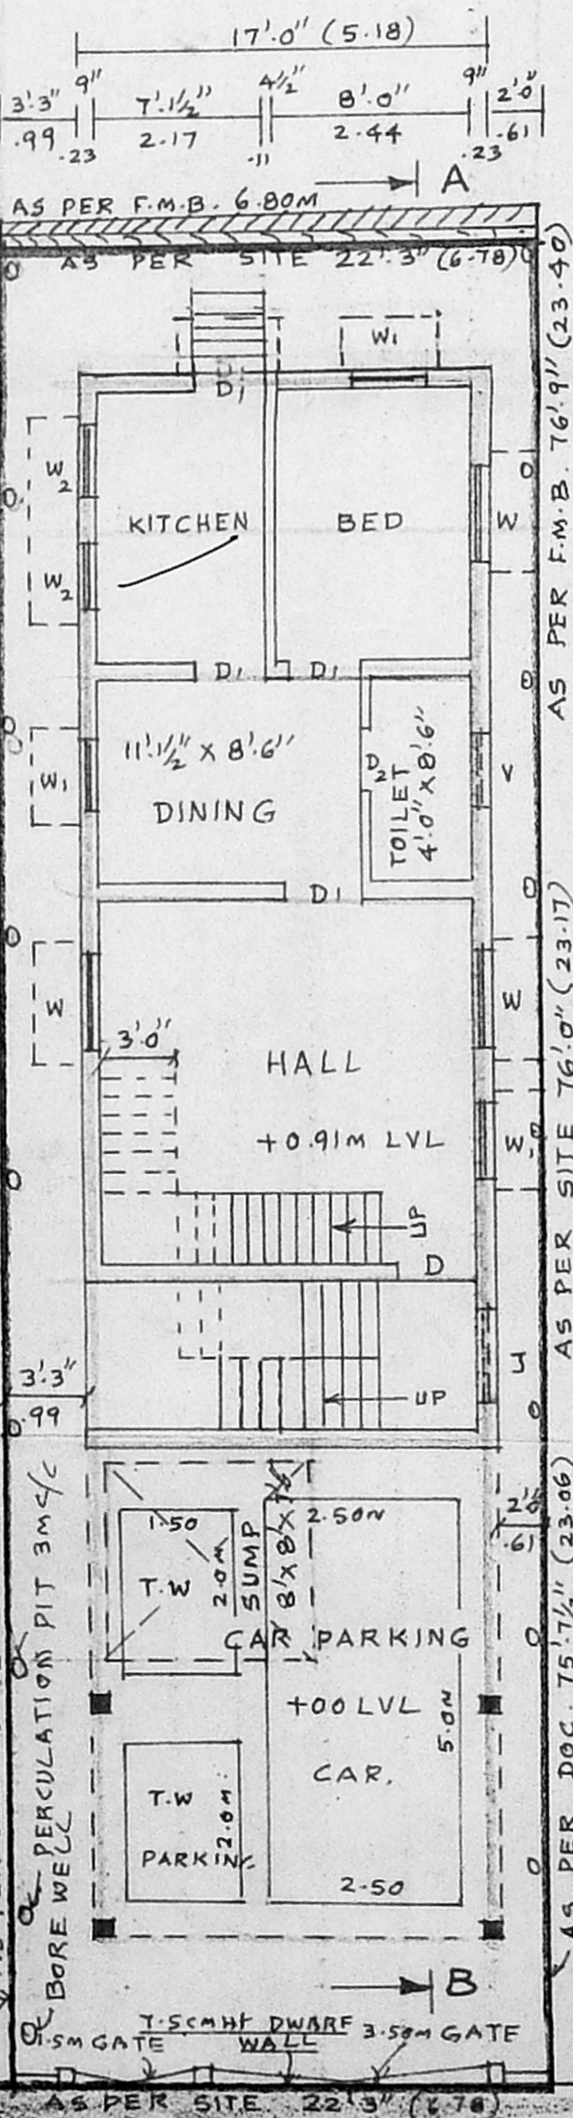 17'.0" (5.18)
9" 4½" 9"
3'.3" 7'.1½" 8'.0" 2'.0"
.99 .23 2.17 .11 2.44 .23 .61
A
AS PER F.M.B. 6.80M
AS PER SITE 22'.3" (6.78)
W1
D1
W2
KITCHEN
BED
W
W2
D1 D1
11'.1½" X 8'.6"
DINING
W1
D2
TOILET
4'.0" X 8'.6"
V
D1
W
W
3'.0"
HALL
+0.91M LVL
W1
UP
D
J
3'.3"
0.99
UP
2'.0"
.61
1.50
2.0M
T.W
SUMP
8'X8'X
2.50M
CAR PARKING
+00 LVL
5.0M
CAR.
T.W
2.0M
PARKING
2.50
PERCULATION PIT 3M C/C
BORE WELL
B
1.5M GATE
7.5CM HT DWARF
WALL
3.50M GATE
AS PER SITE 22'3" (6.78)
AS PER F.M.B. 76'.9" (23.40)
AS PER SITE 76'.0" (23.17)
AS PER DOC. 75'.7½" (23.06)